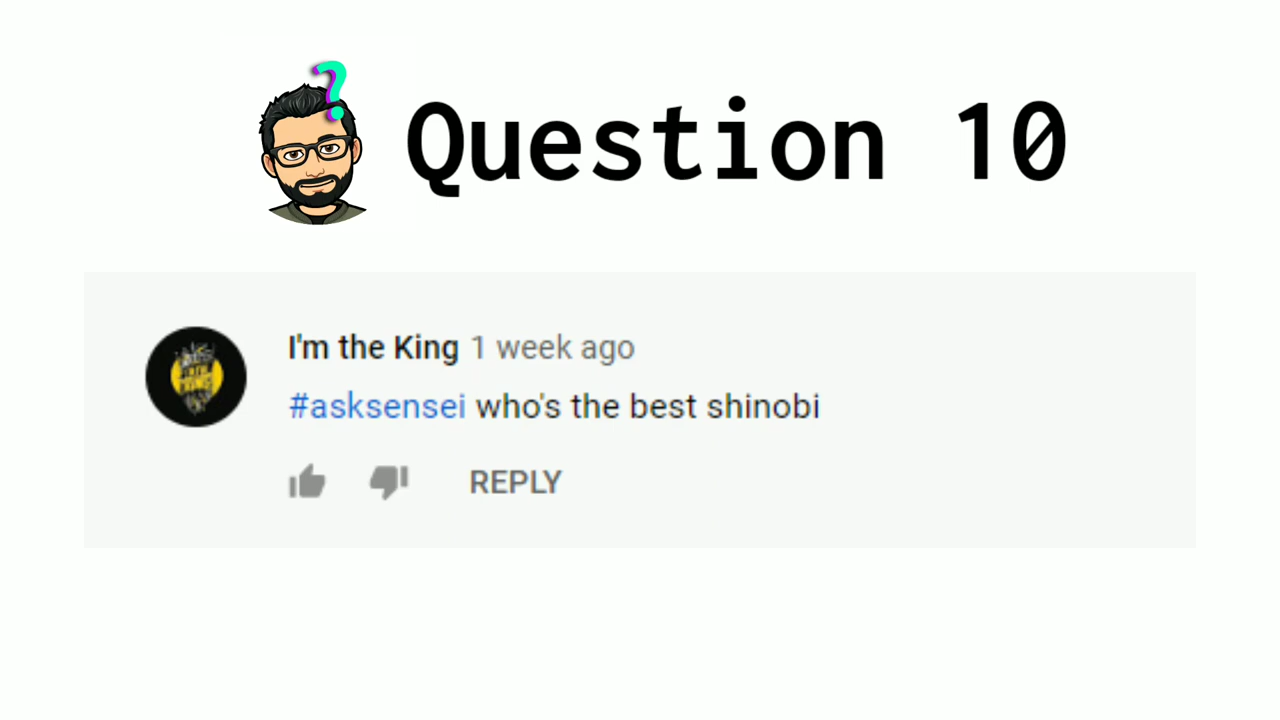 ?
Question 10
I'm the King 1 week ago
#asksensei who's the best shinobi
REPLY